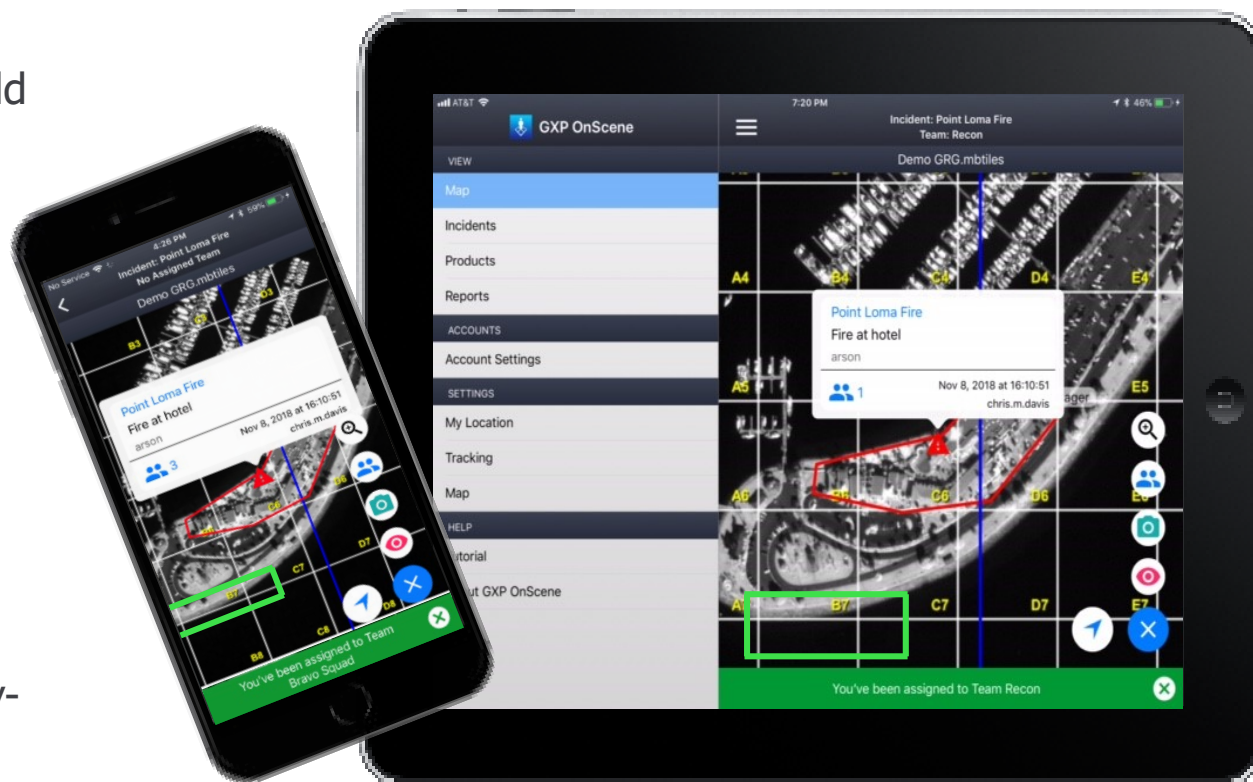 ld
y-
No Service
4:26 PM
59%
Incident: Point Loma Fire
No Assigned Team
Demo GRG.mbtiles
B3
C3
D3
Point Loma Fire
Fire at hotel
arson
3
Nov 8, 2018 at 16:10:51
chris.m.davis
D6
D7
B7
C7
D8
B8
C8
You've been assigned to Team
Bravo Squad
AT&T
7:20 PM
46%
GXP OnScene
Incident: Point Loma Fire
Team: Recon
Demo GRG.mbtiles
VIEW
Map
Incidents
Products
Reports
ACCOUNTS
Account Settings
SETTINGS
My Location
Tracking
Map
HELP
utorial
ut GXP OnScene
A4 B4 C4 D4 E4
Point Loma Fire
Fire at hotel
arson
1
Nov 8, 2018 at 16:10:51
chris.m.davis
A5 E5
ager
A6 B6 C6 D6
B7 C7 D7 E7
You've been assigned to Team Recon